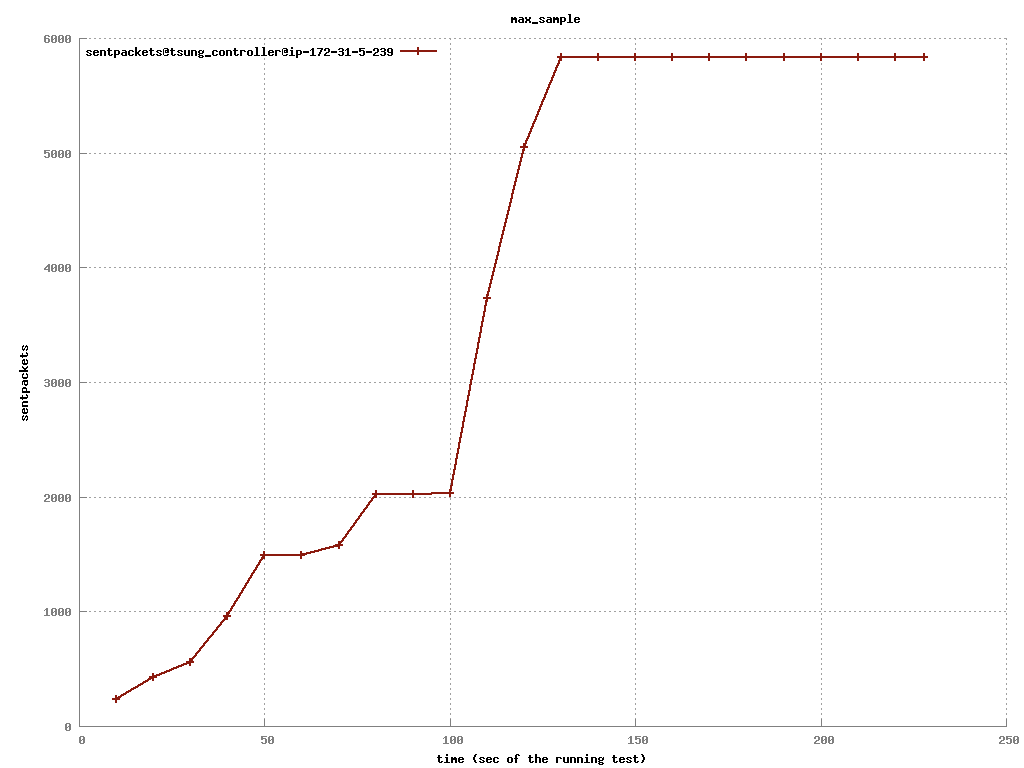 max_sample
6000
sentpackets@tsung_controller@ip-172-31-5-239
5000
4000
3000
2000
1000
0
sentpackets
0 50 100 150 200 250
time (sec of the running test)